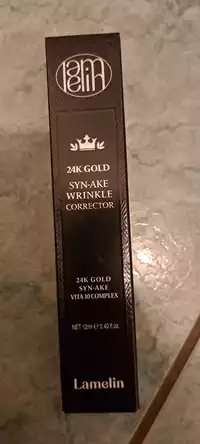 lamelin
24K GOLD
SYN-AKE
WRINKLE
CORRECTOR
24K GOLD
SYN-AKE
VITA 10 COMPLEX
NET 12ml e 0.40 fl.oz.
Lamelin